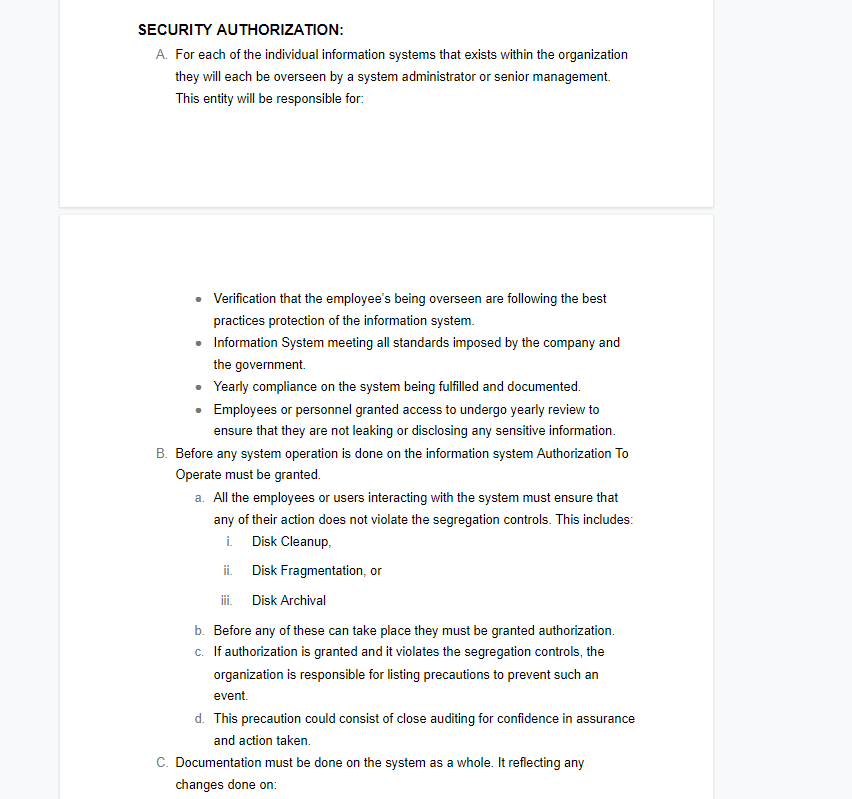 SECURITY AUTHORIZATION:
A. For each of the individual information systems that exists within the organization
they will each be overseen by a system administrator or senior management.
This entity will be responsible for:
● Verification that the employee's being overseen are following the best
practices protection of the information system.
● Information System meeting all standards imposed by the company and
the government.
● Yearly compliance on the system being fulfilled and documented.
● Employees or personnel granted access to undergo yearly review to
ensure that they are not leaking or disclosing any sensitive information.
B. Before any system operation is done on the information system Authorization To
Operate must be granted.
a. All the employees or users interacting with the system must ensure that
any of their action does not violate the segregation controls. This includes:
i. Disk Cleanup,
ii. Disk Fragmentation, or
iii. Disk Archival
b. Before any of these can take place they must be granted authorization.
c. If authorization is granted and it violates the segregation controls, the
organization is responsible for listing precautions to prevent such an
event.
d. This precaution could consist of close auditing for confidence in assurance
and action taken.
C. Documentation must be done on the system as a whole. It reflecting any
changes done on: